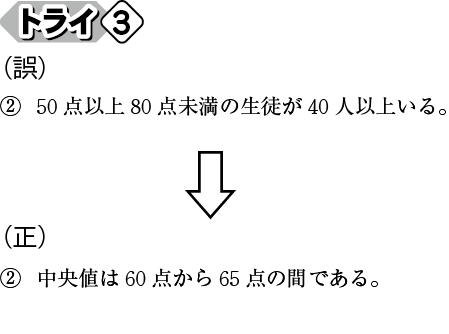 トライ③
（誤）
② 50点以上80点未満の生徒が40人以上いる。
（正）
② 中央値は60点から65点の間である。